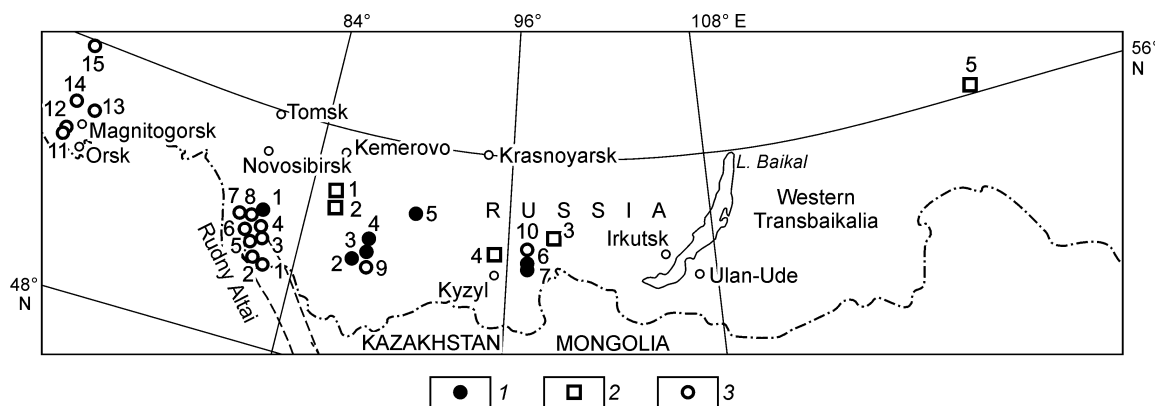 84° 96° 108° E
15
56°
N
5
14
13
12
Tomsk
Magnitogorsk
11
Orsk
Kemerovo
Novosibirsk
Krasnoyarsk
L. Baikal
1
2
7 8 1
5
R U S S I A
Western
Transbaikalia
6 4
5 3
2 1
4
3
2 9
10 3
4 6
7
Irkutsk
Rudny Altai
Kyzyl
Ulan-Ude
48°
N
KAZAKHSTAN MONGOLIA
1 2 3